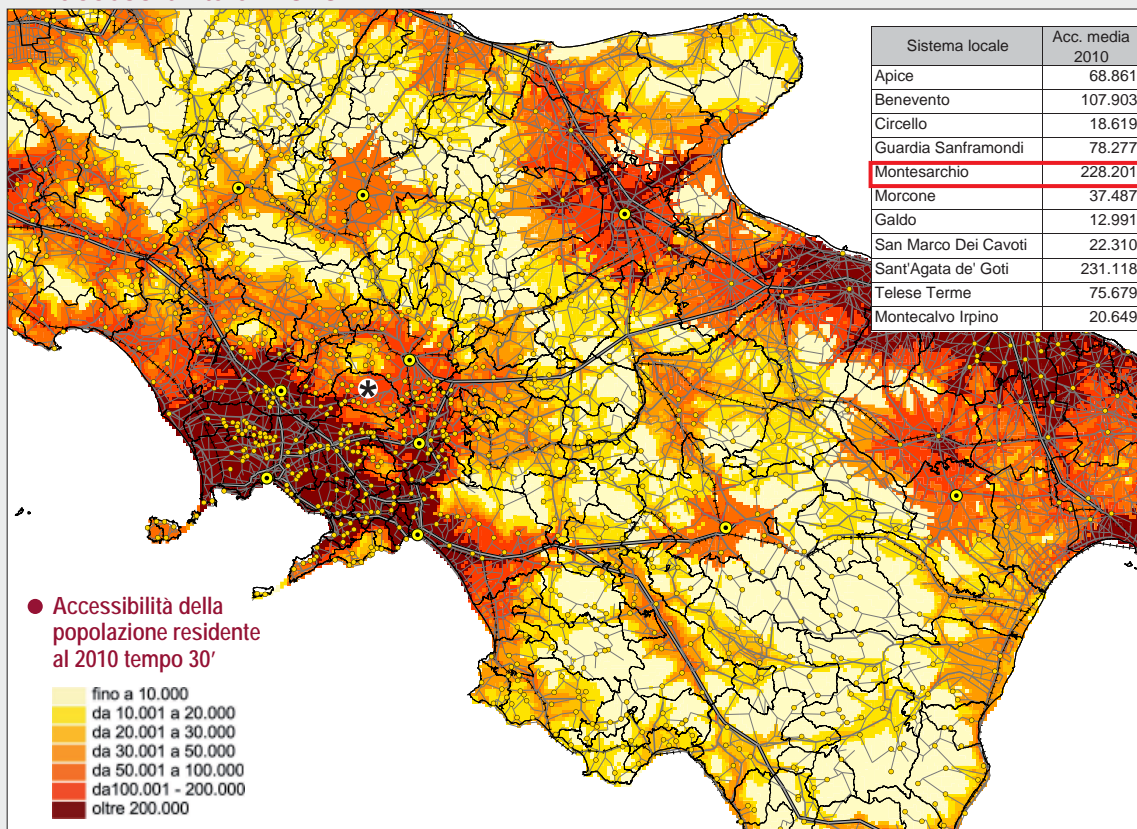 Sistema locale Acc. media 2010
Apice 68.861
Benevento 107.903
Circello 18.619
Guardia Sanframondi 78.277
Montesarchio 228.201
Morcone 37.487
Galdo 12.991
San Marco Dei Cavoti 22.310
Sant'Agata de' Goti 231.118
Telese Terme 75.679
Montecalvo Irpino 20.649
*
● Accessibilità della
popolazione residente
al 2010 tempo 30'
fino a 10.000
da 10.001 a 20.000
da 20.001 a 30.000
da 30.001 a 50.000
da 50.001 a 100.000
da100.001 - 200.000
oltre 200.000